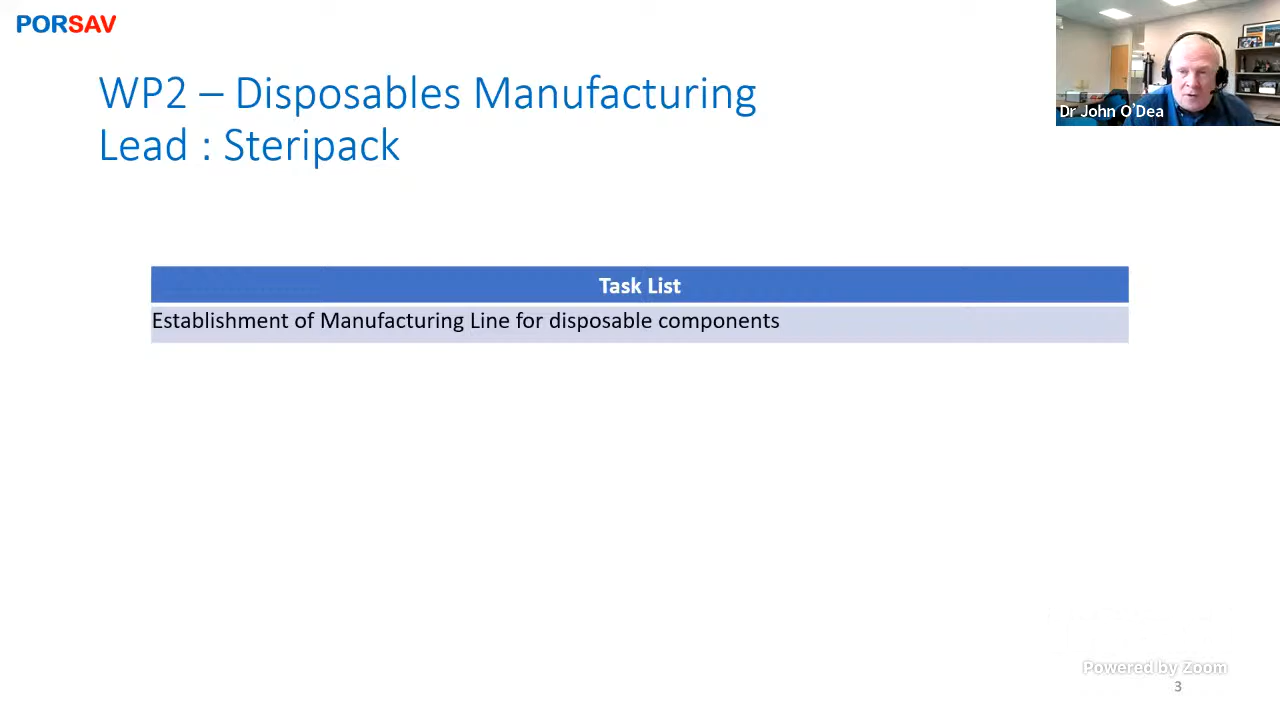 PORSAV
WP2 – Disposables Manufacturing
Lead : Steripack
Dr John O'Dea
Task List
Establishment of Manufacturing Line for disposable components
Powered by Zoom
3